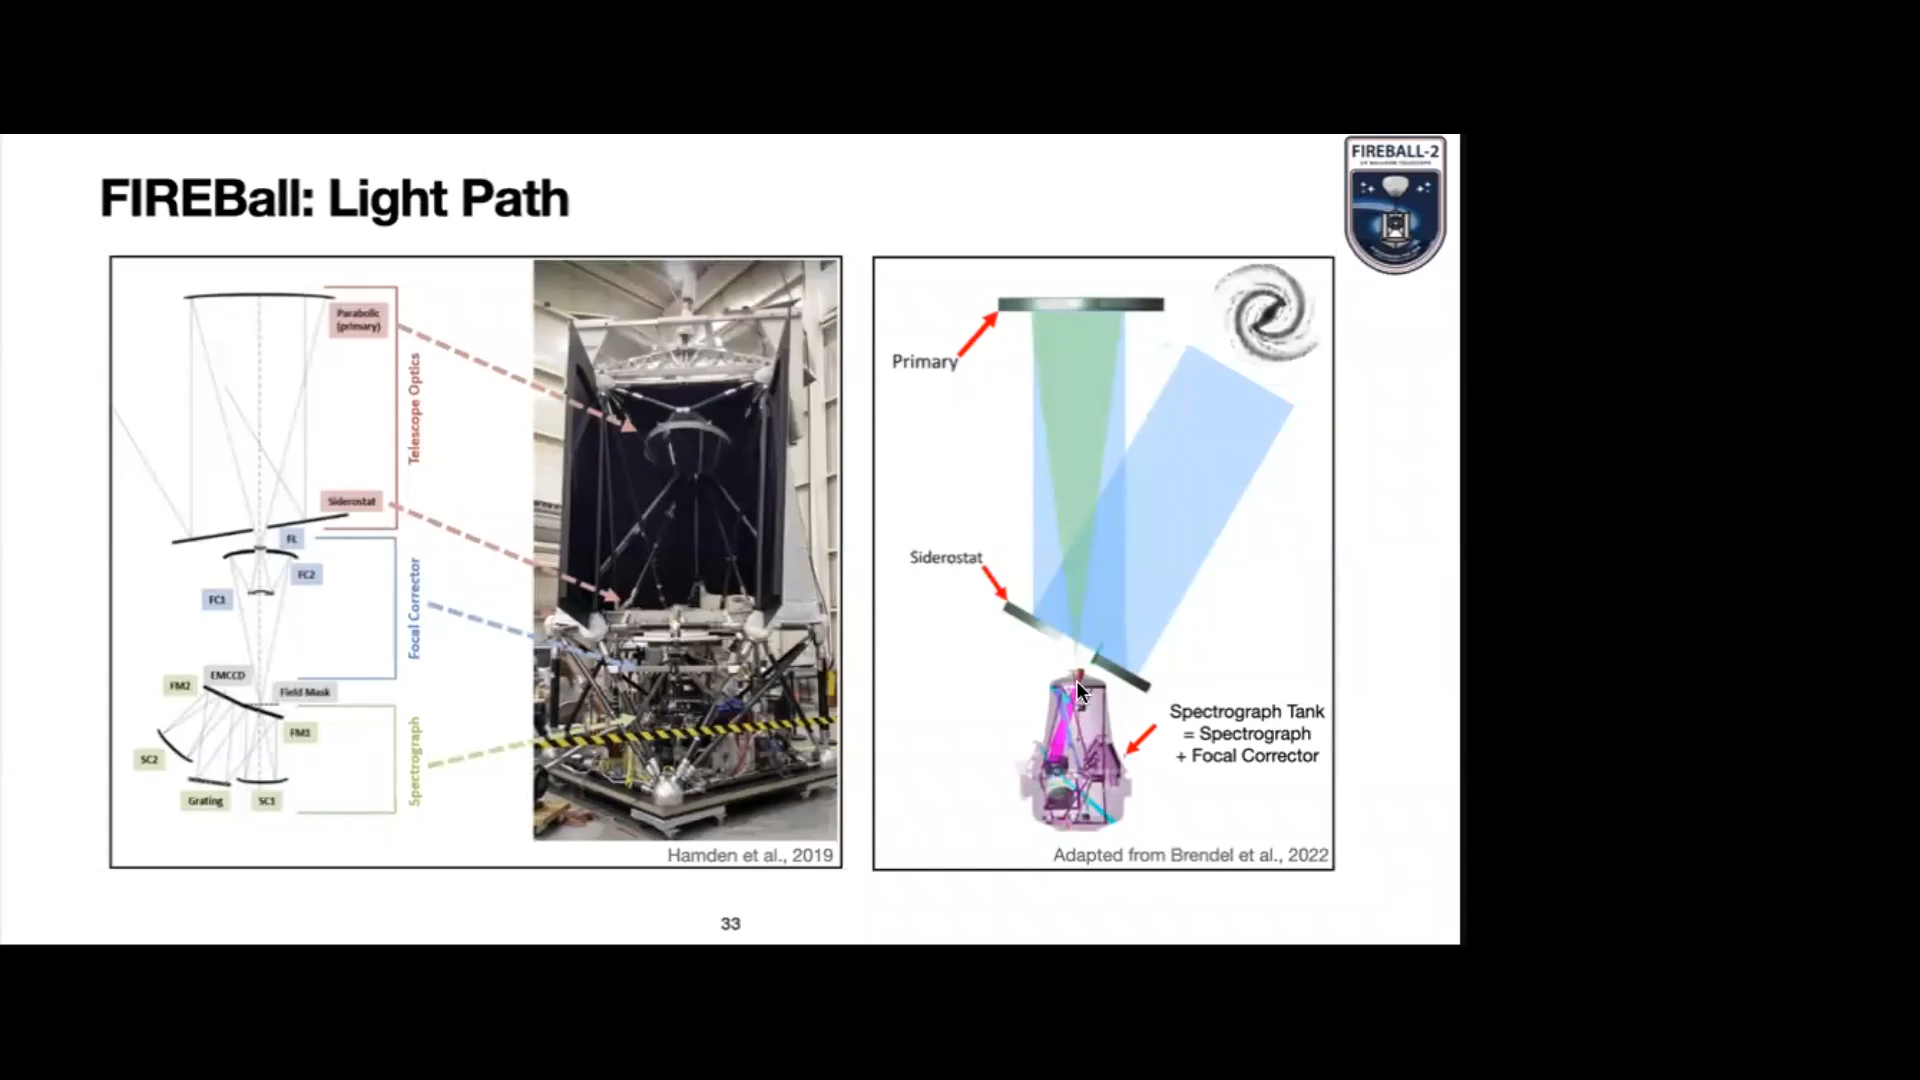 FIREBall: Light Path
FIREBALL-2
Parabolic
(primary)
Telescope Optics
Siderostat
FL
FC2
FC1
Focal Corrector
EMCCD
FM2
Field Mask
FM1
SC2
Grating
SC1
Spectrograph
Hamden et al., 2019
Primary
Siderostat
Spectrograph Tank
= Spectrograph
+ Focal Corrector
Adapted from Brendel et al., 2022
33